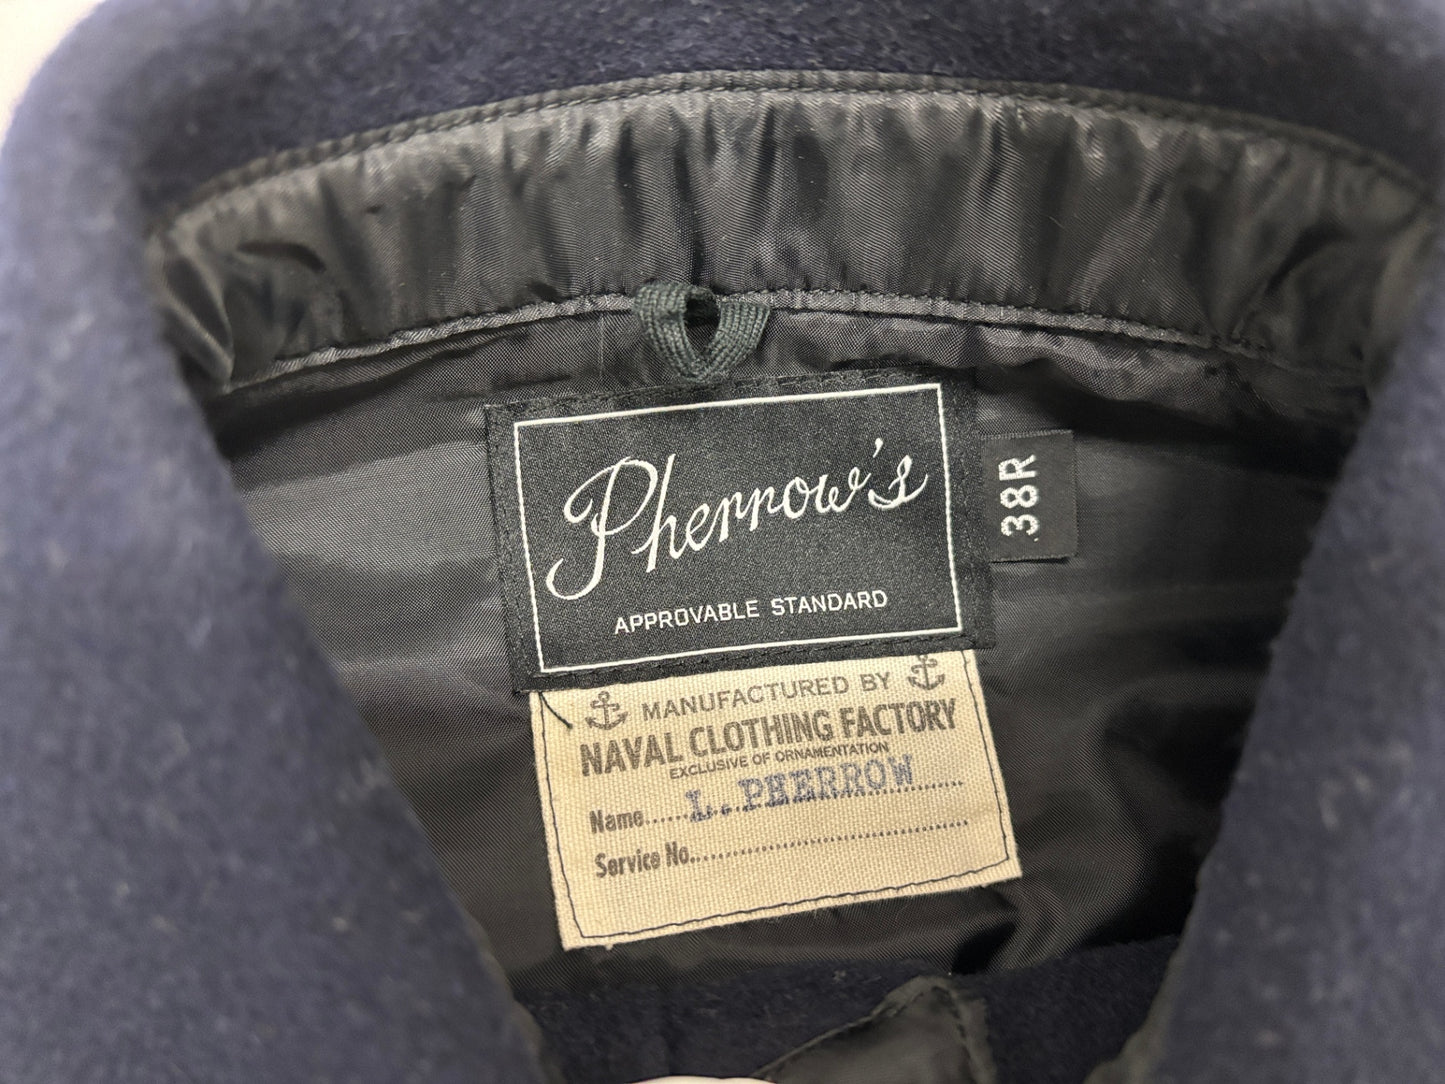 Pherrow's
APPROVABLE STANDARD
38R
MANUFACTURED BY
NAVAL CLOTHING FACTORY
EXCLUSIVE OF ORNAMENTATION
Name......L. PHERROW......
Service No..............................